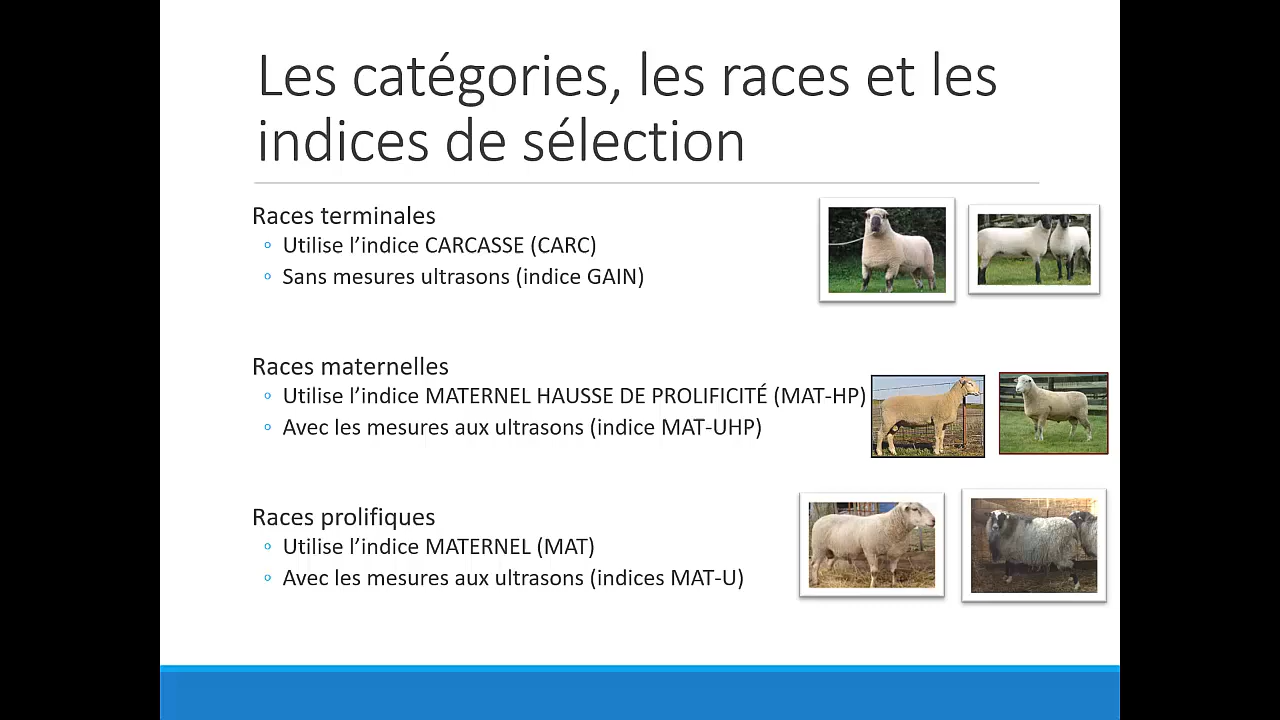 Les catégories, les races et les
indices de sélection
Races terminales
◦ Utilise l’indice CARCASSE (CARC)
◦ Sans mesures ultrasons (indice GAIN)
Races maternelles
◦ Utilise l’indice MATERNEL HAUSSE DE PROLIFICITÉ (MAT-HP)
◦ Avec les mesures aux ultrasons (indice MAT-UHP)
Races prolifiques
◦ Utilise l’indice MATERNEL (MAT)
◦ Avec les mesures aux ultrasons (indices MAT-U)